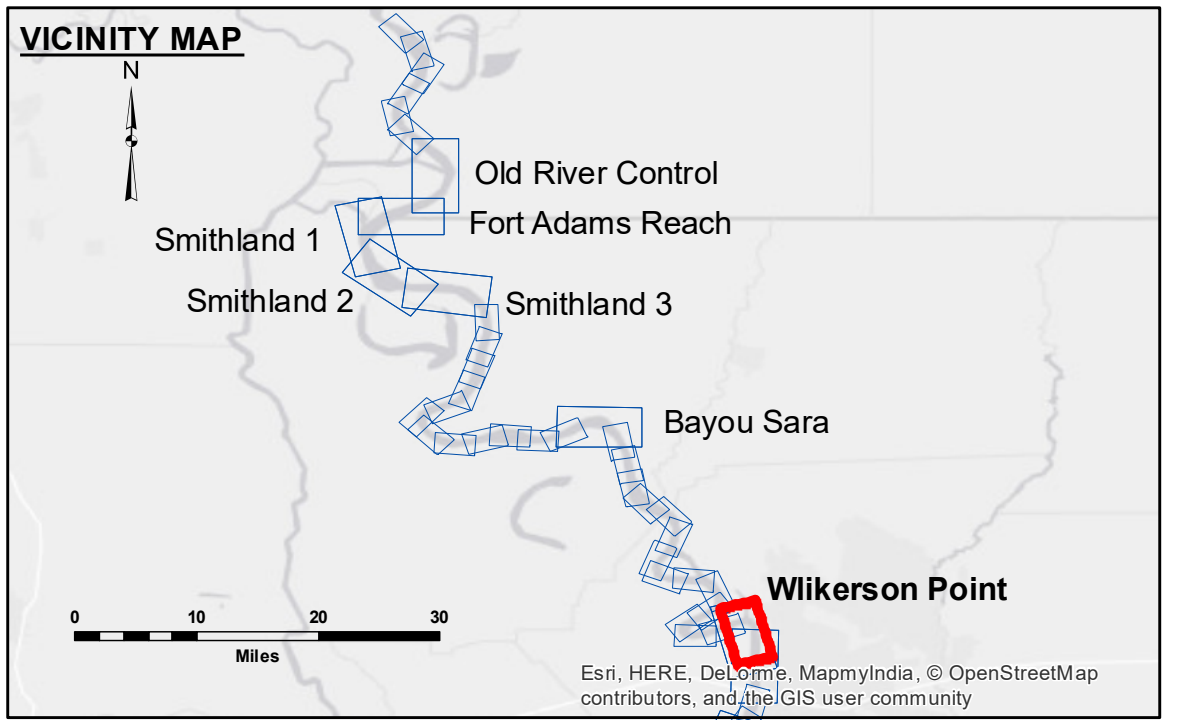 VICINITY MAP
N
Old River Control
Fort Adams Reach
Smithland 1
Smithland 2
Smithland 3
Bayou Sara
Wlikerson Point
0 10 20 30
Miles
Esri, HERE, DeLorme, MapmyIndia, © OpenStreetMap
contributors, and the GIS user community